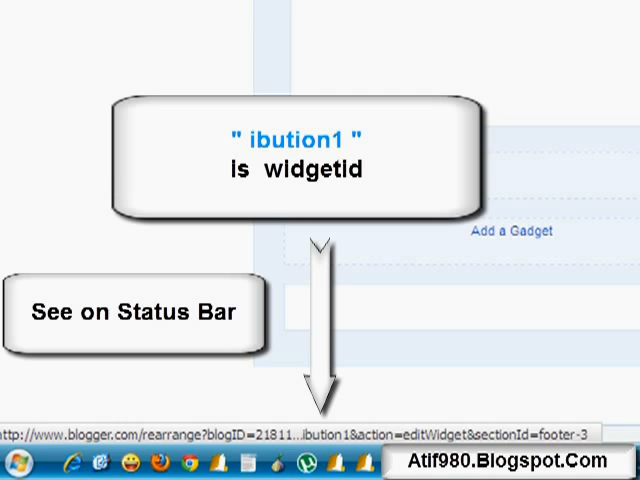 " ibution1 "
is widgetid
Add a Gadget
See on Status Bar
http://www.blogger.com/rearrange?blogID=21811...ibution1&action=editWidget&sectionId=footer-3
Atif980.Blogspot.Com